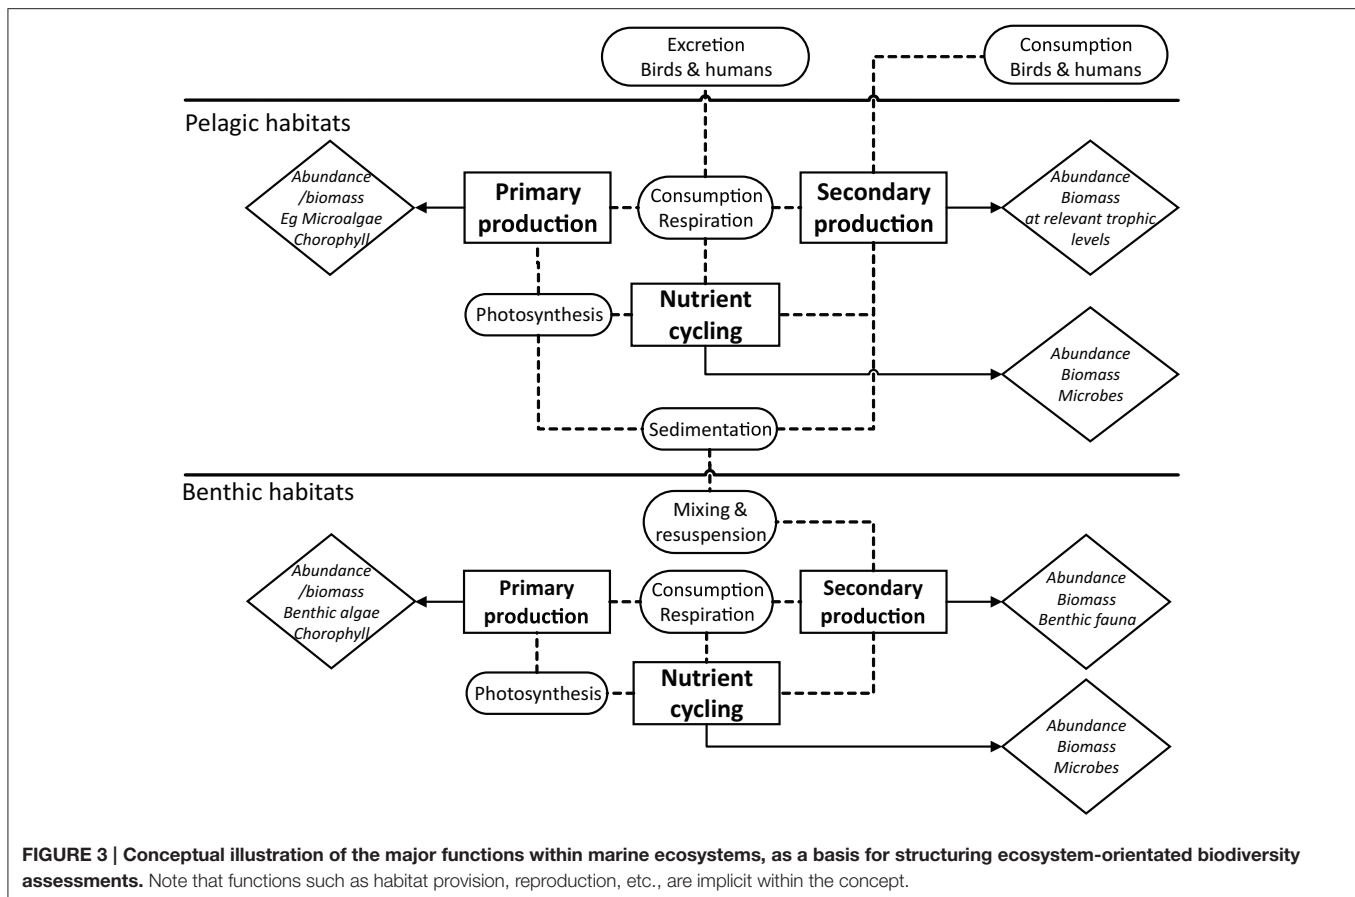 Excretion
Birds & humans
Consumption
Birds & humans
Pelagic habitats
Abundance
/biomass
Eg Microalgae
Chorophyll
Primary
production
Consumption
Respiration
Secondary
production
Abundance
Biomass
at relevant trophic
levels
Photosynthesis
Nutrient
cycling
Abundance
Biomass
Microbes
Sedimentation
Benthic habitats
Mixing &
resuspension
Abundance
/biomass
Benthic algae
Chorophyll
Primary
production
Consumption
Respiration
Secondary
production
Abundance
Biomass
Benthic fauna
Photosynthesis
Nutrient
cycling
Abundance
Biomass
Microbes
FIGURE 3 | Conceptual illustration of the major functions within marine ecosystems, as a basis for structuring ecosystem-orientated biodiversity
assessments. Note that functions such as habitat provision, reproduction, etc., are implicit within the concept.